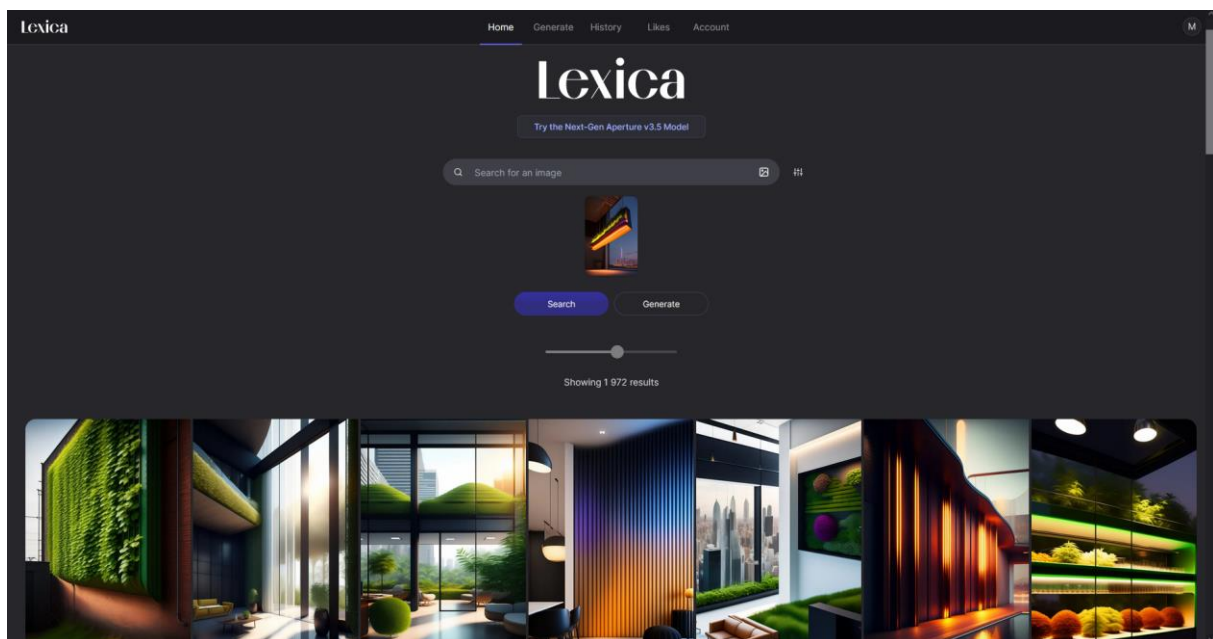 Lexica Home Generate History Likes Account M
Lexica
Try the Next-Gen Aperture v3.5 Model
Search for an image
Search Generate
Showing 1 972 results